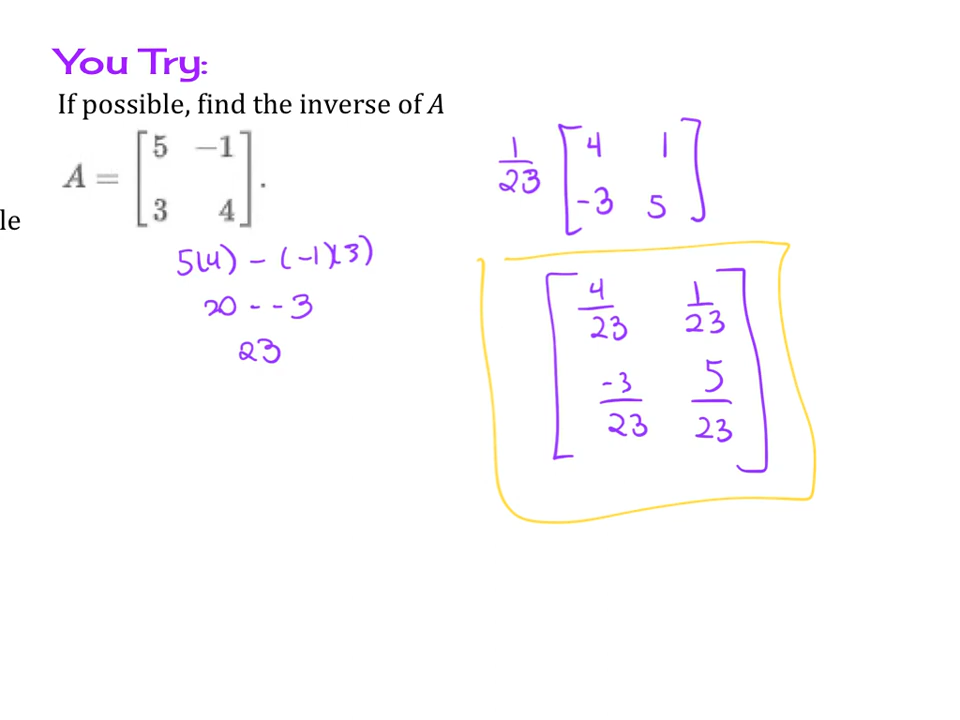 You Try:
If possible, find the inverse of A
A = [5 −1
3 4].
le
5(4) - (-1)(3)
20 - - 3
23
1/23 [4 1
-3 5]
[4/23 1/23
-3/23 5/23]